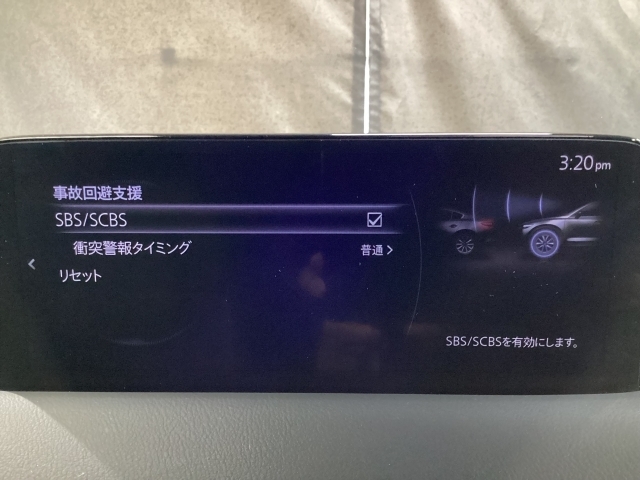 3:20pm
事故回避支援
SBS/SCBS
衝突警報タイミング 普通
リセット
SBS/SCBSを有効にします。